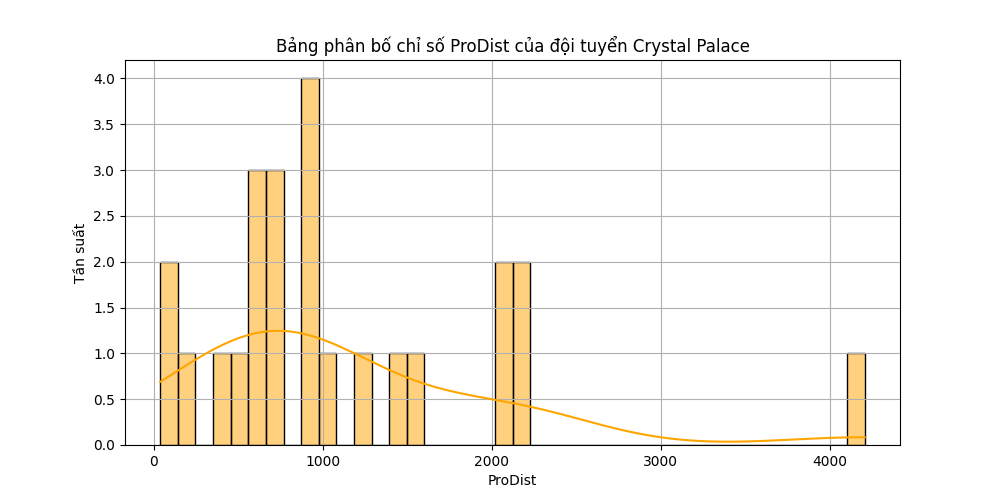 Bảng phân bố chỉ số ProDist của đội tuyển Crystal Palace
4.0
3.5
3.0
2.5
2.0
1.5
1.0
0.5
0.0
Tần suất
0 1000 2000 3000 4000
ProDist